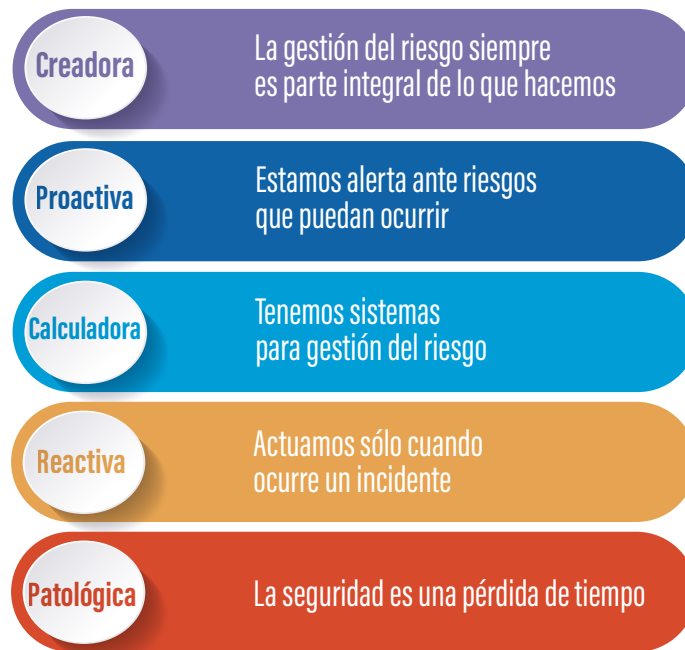 Creadora
La gestión del riesgo siempre
es parte integral de lo que hacemos
Proactiva
Estamos alerta ante riesgos
que puedan ocurrir
Calculadora
Tenemos sistemas
para gestión del riesgo
Reactiva
Actuamos sólo cuando
ocurre un incidente
Patológica
La seguridad es una pérdida de tiempo